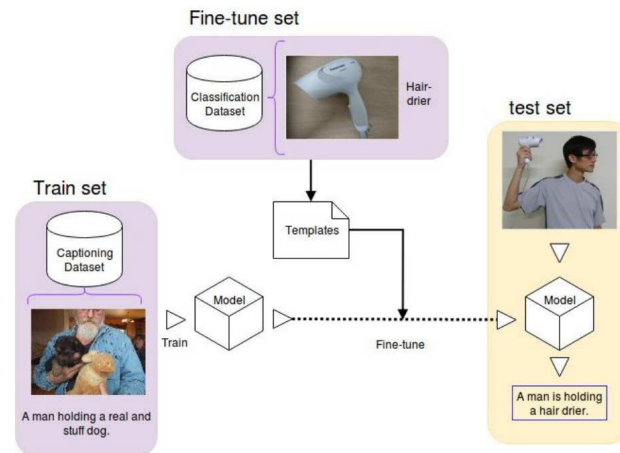 Fine-tune set
Classification
Dataset
Hair-
drier
test set
Train set
Captioning
Dataset
Templates
Model
Train
Fine-tune
Model
A man holding a real and
stuff dog.
A man is holding
a hair drier.